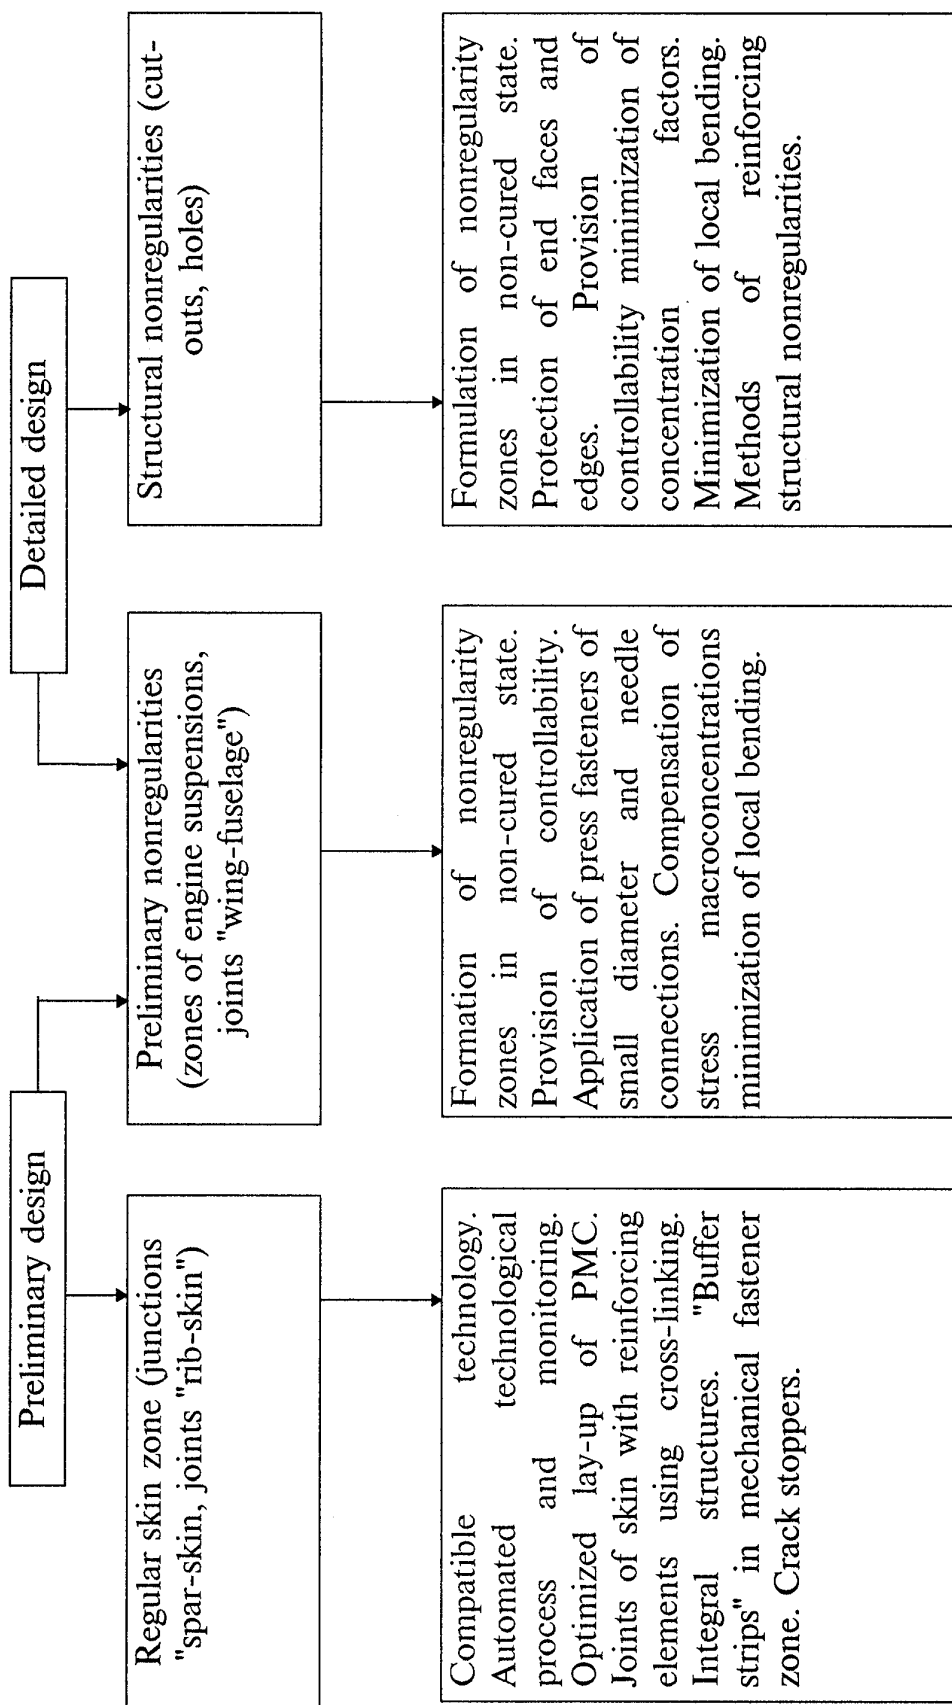 Preliminary design
Detailed design
Regular skin zone (junctions
"spar-skin, joints "rib-skin")
Preliminary nonregularities
(zones of engine suspensions,
joints "wing-fuselage")
Structural nonregularities (cut-
outs, holes)
Compatible technology.
Automated technological
process and monitoring.
Optimized lay-up of PMC.
Joints of skin with reinforcing
elements using cross-linking.
Integral structures. "Buffer
strips" in mechanical fastener
zone. Crack stoppers.
Formation of nonregularity
zones in non-cured state.
Provision of controllability.
Application of press fasteners of
small diameter and needle
connections. Compensation of
stress macroconcentrations
minimization of local bending.
Formulation of nonregularity
zones in non-cured state.
Protection of end faces and
edges. Provision of
controllability minimization of
concentration factors.
Minimization of local bending.
Methods of reinforcing
structural nonregularities.